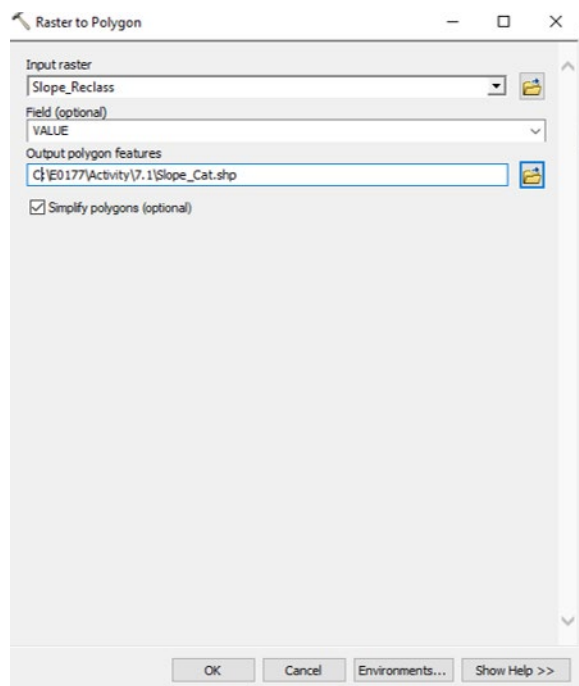 Raster to Polygon
Input raster
Slope_Reclass
Field (optional)
VALUE
Output polygon features
C:\E0177\Activity\7.1\Slope_Cat.shp
Simplify polygons (optional)
OK Cancel Environments... Show Help >>